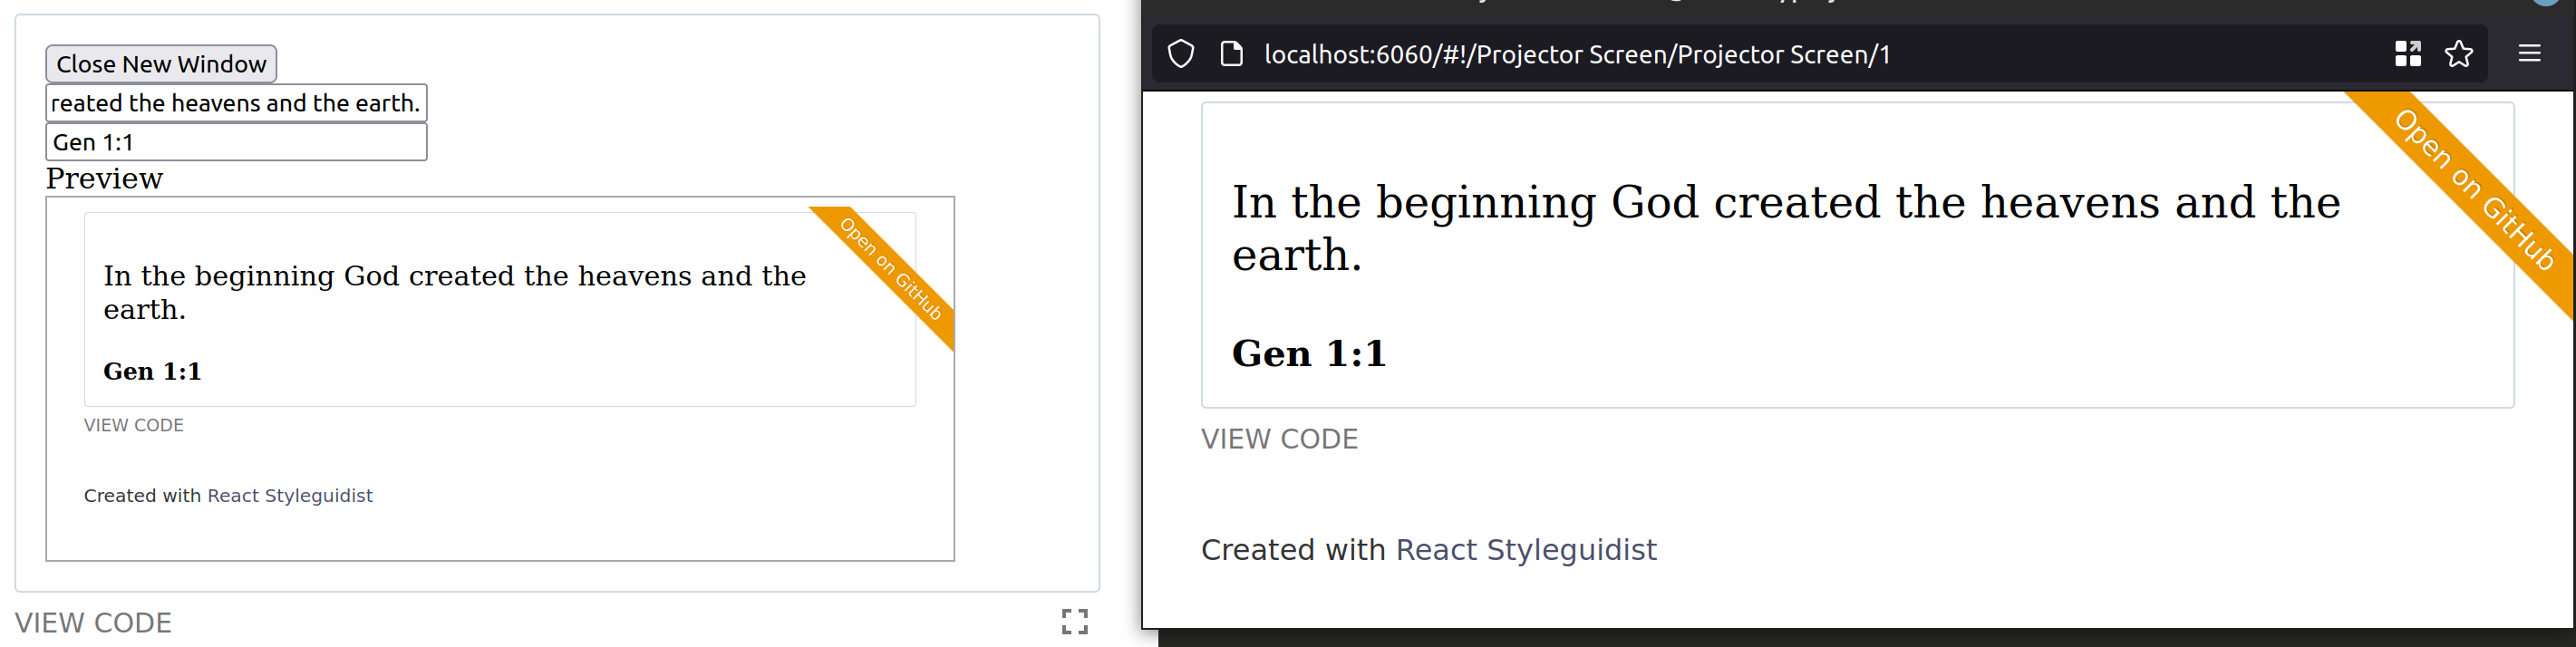 Close New Window
reated the heavens and the earth.
Gen 1:1
Preview
Open on GitHub
In the beginning God created the heavens and the
earth.
Gen 1:1
VIEW CODE
Created with React Styleguidist
VIEW CODE
localhost:6060/#!/Projector Screen/Projector Screen/1
Open on GitHub
In the beginning God created the heavens and the
earth.
Gen 1:1
VIEW CODE
Created with React Styleguidist